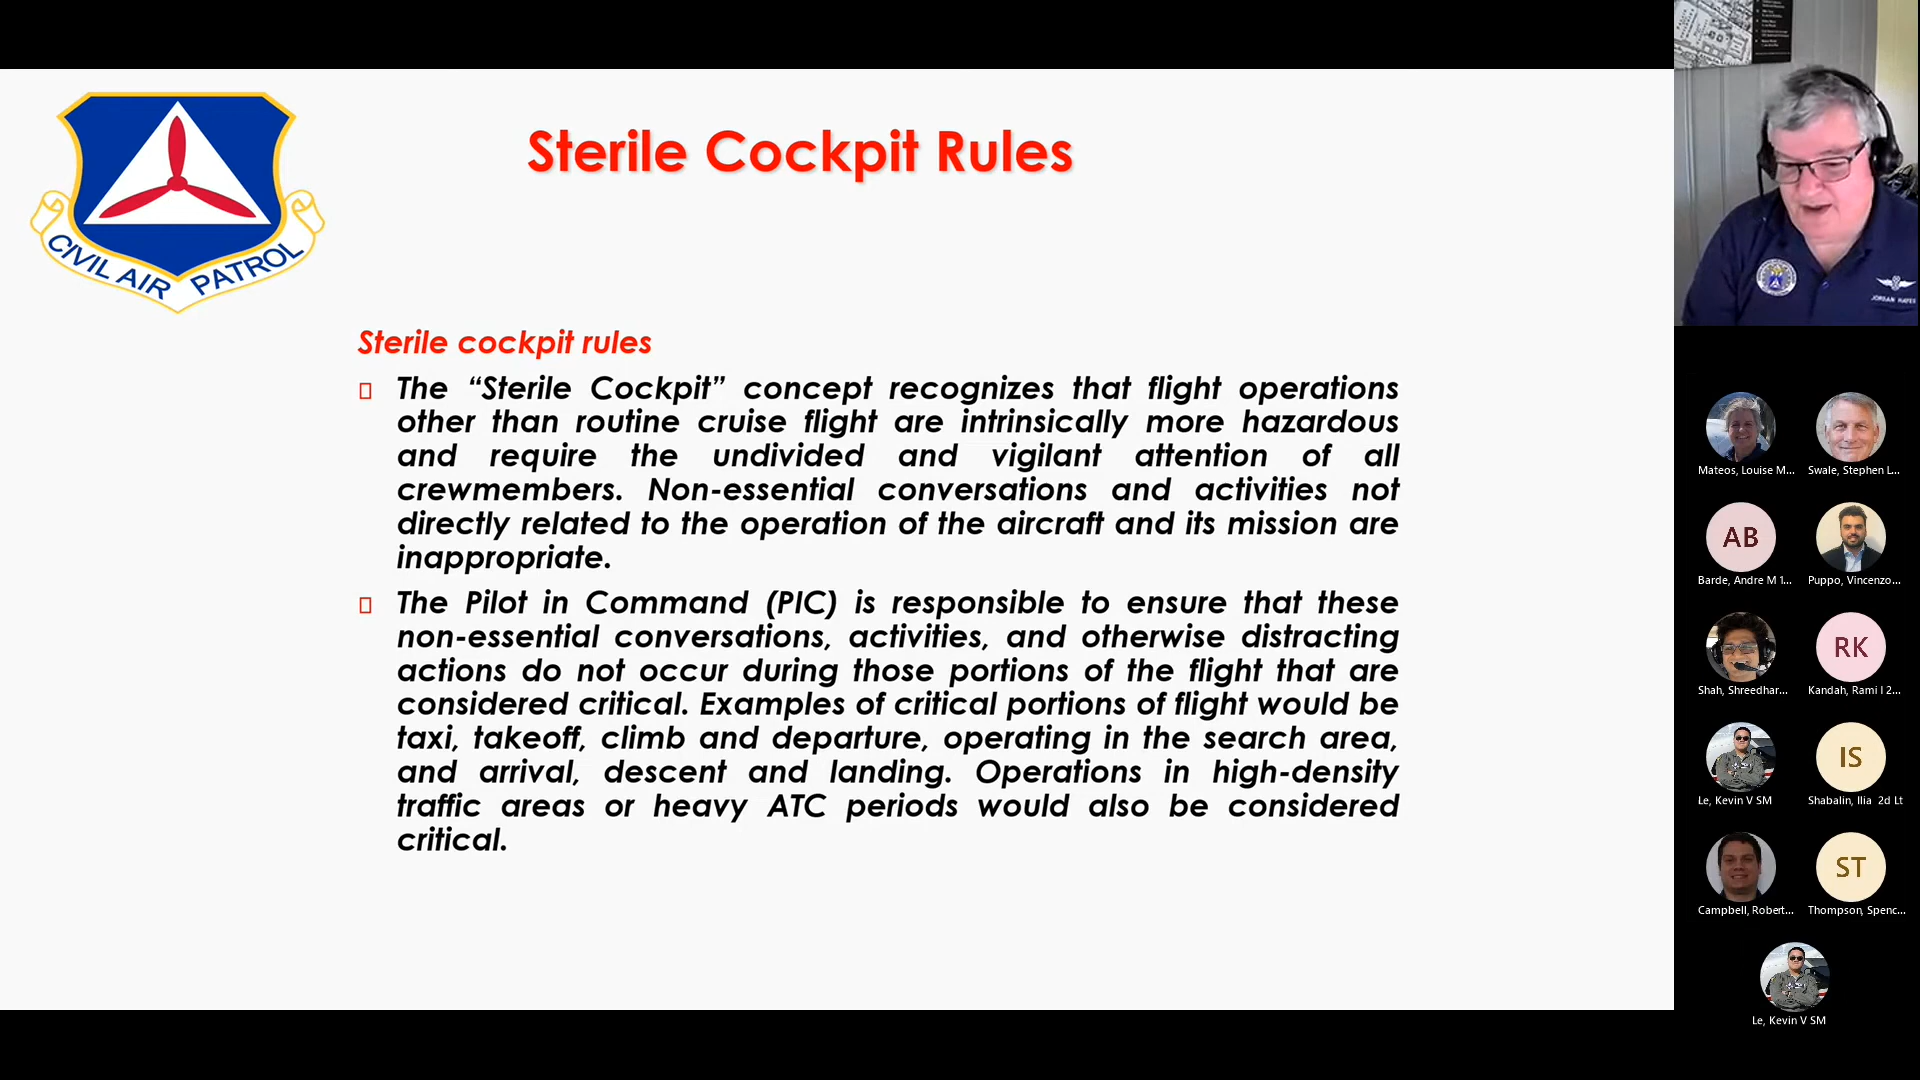 Sterile Cockpit Rules
CIVIL AIR PATROL
Sterile cockpit rules
The “Sterile Cockpit” concept recognizes that flight operations
other than routine cruise flight are intrinsically more hazardous
and require the undivided and vigilant attention of all
crewmembers. Non-essential conversations and activities not
directly related to the operation of the aircraft and its mission are
inappropriate.
The Pilot in Command (PIC) is responsible to ensure that these
non-essential conversations, activities, and otherwise distracting
actions do not occur during those portions of the flight that are
considered critical. Examples of critical portions of flight would be
taxi, takeoff, climb and departure, operating in the search area,
and arrival, descent and landing. Operations in high-density
traffic areas or heavy ATC periods would also be considered
critical.
JORDAN HAYES
Mateos, Louise M...
Swale, Stephen L...
AB
Barde, Andre M 1...
Puppo, Vincenzo...
Shah, Shreedhar...
RK
Kandah, Rami I 2...
Le, Kevin V SM
IS
Shabalin, Ilia 2d Lt
Campbell, Robert...
ST
Thompson, Spenc...
Le, Kevin V SM